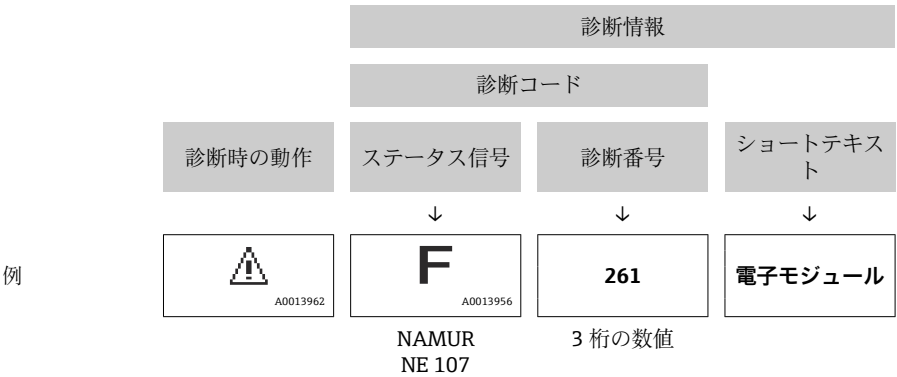 診断情報
診断コード
診断時の動作 ステータス信号 診断番号 ショートテキス
ト
↓ ↓ ↓
例 F 261 電子モジュール
A0013962 A0013956
NAMUR 3 桁の数値
NE 107